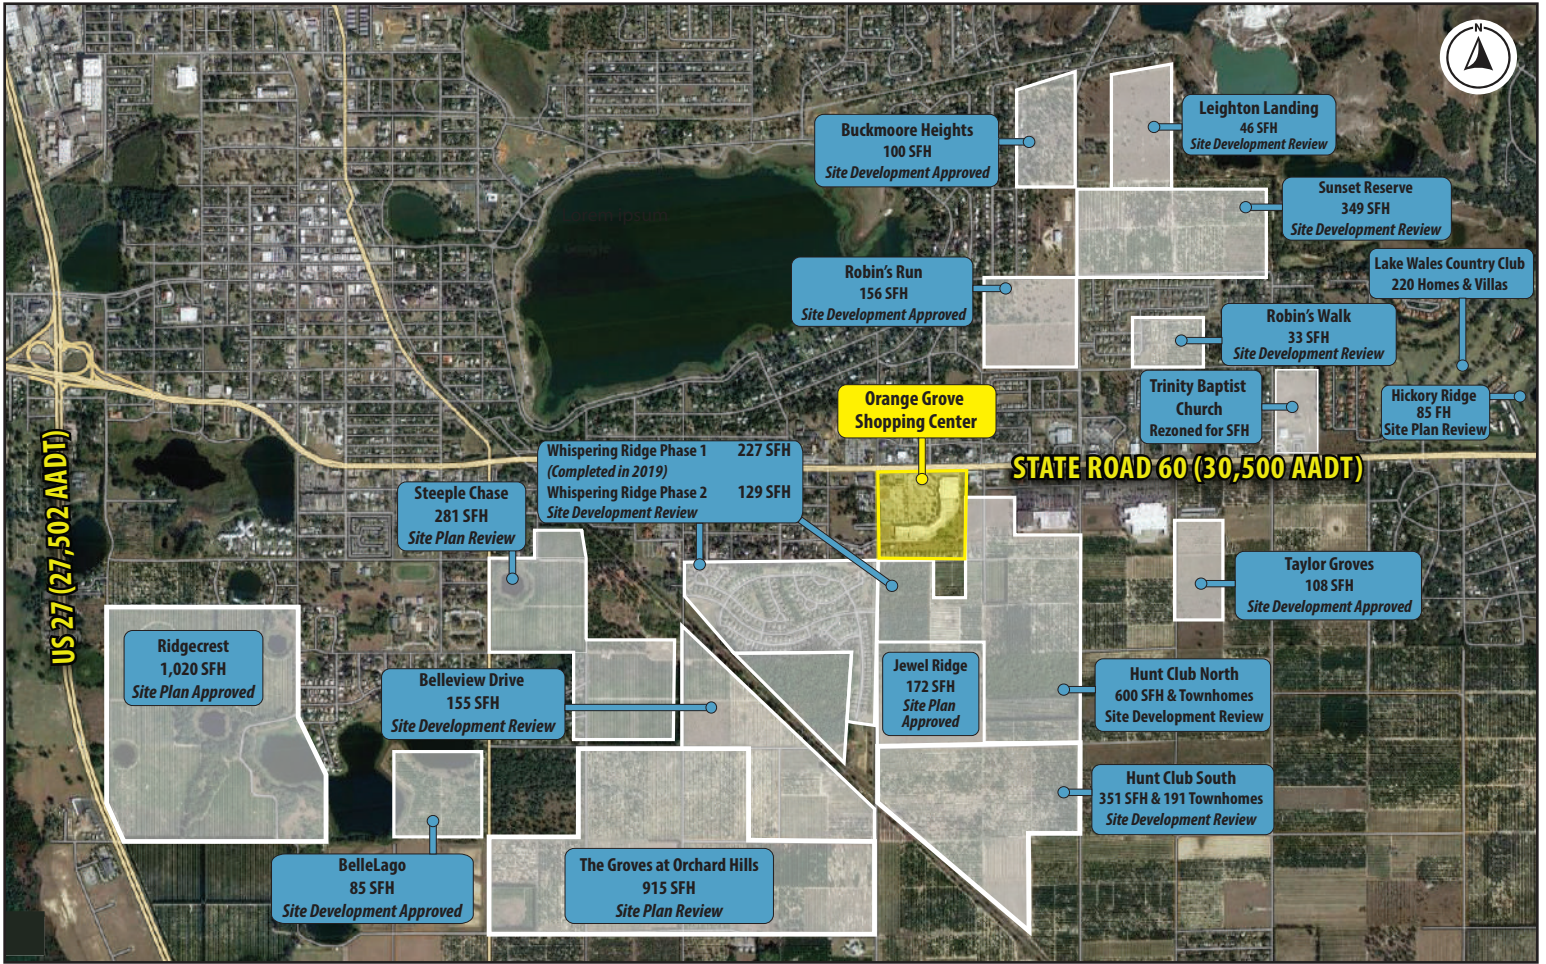 N
Leighton Landing
46 SFH
Site Development Review
Buckmoore Heights
100 SFH
Site Development Approved
Sunset Reserve
349 SFH
Site Development Review
Lorem Ipsum
Google
Lake Wales Country Club
220 Homes & Villas
Robin's Run
156 SFH
Site Development Approved
Robin's Walk
33 SFH
Site Development Review
Trinity Baptist
Church
Rezoned for SFH
Hickory Ridge
85 FH
Site Plan Review
Orange Grove
Shopping Center
STATE ROAD 60 (30,500 AADT)
US 27 (27,502 AADT)
Whispering Ridge Phase 1 227 SFH
(Completed in 2019)
Whispering Ridge Phase 2 129 SFH
Site Development Review
Steeple Chase
281 SFH
Site Plan Review
Taylor Groves
108 SFH
Site Development Approved
Ridgecrest
1,020 SFH
Site Plan Approved
Belleview Drive
155 SFH
Site Development Review
Jewel Ridge
172 SFH
Site Plan
Approved
Hunt Club North
600 SFH & Townhomes
Site Development Review
Hunt Club South
351 SFH & 191 Townhomes
Site Development Review
BelleLago
85 SFH
Site Development Approved
The Groves at Orchard Hills
915 SFH
Site Plan Review